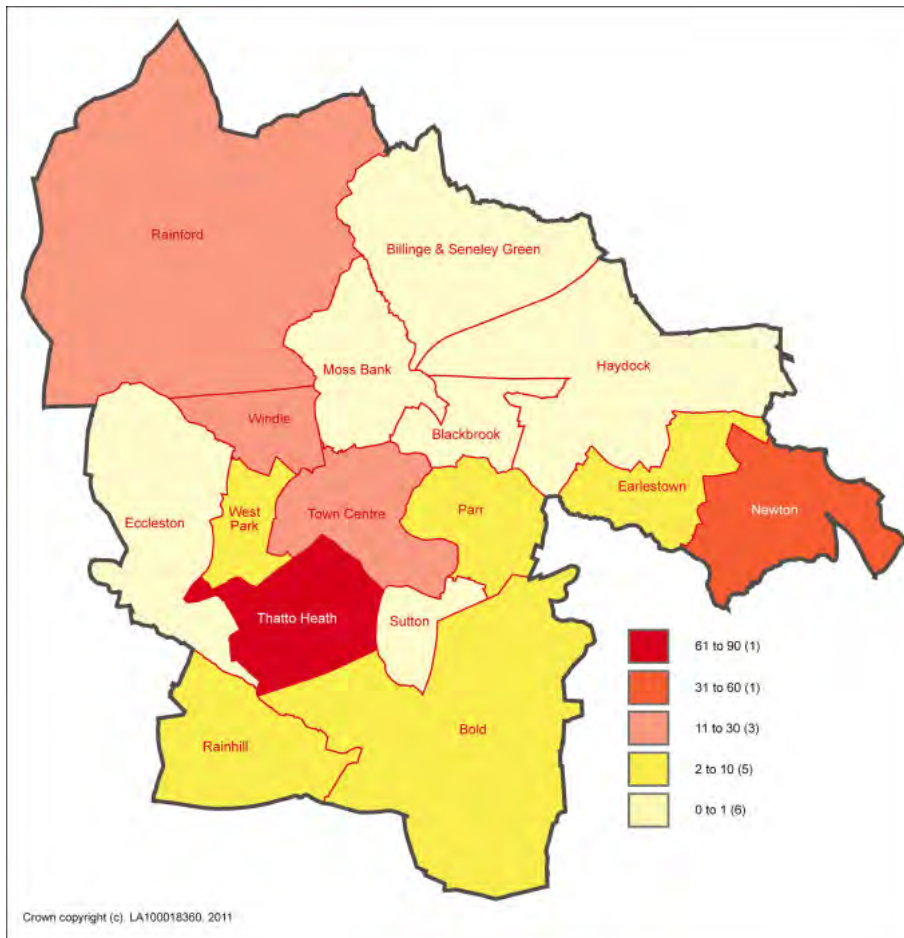 Rainford
Billinge & Seneley Green
Moss Bank
Haydock
Windle
Blackbrook
Earlestown
Eccleston
West
Park
Town Centre
Parr
Newton
Thatto Heath
Sutton
Bold
Rainhill
61 to 90 (1)
31 to 60 (1)
11 to 30 (3)
2 to 10 (5)
0 to 1 (6)
Crown copyright (c). LA100018360, 2011